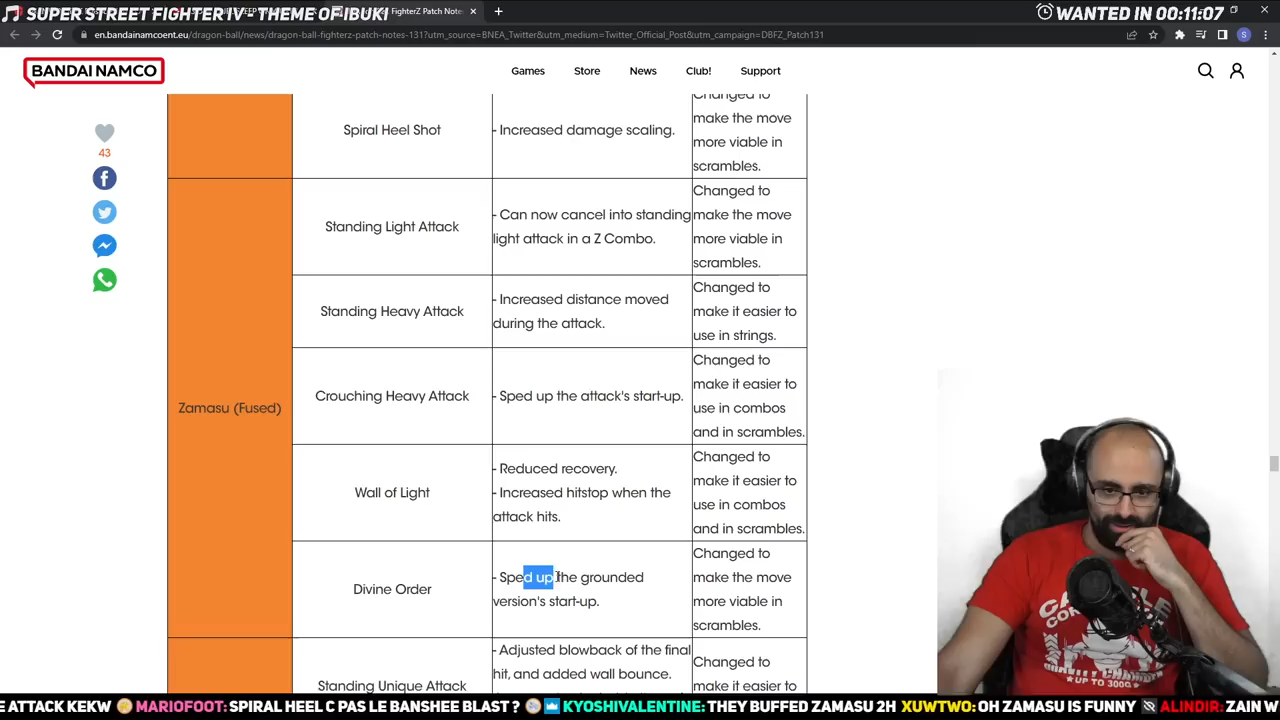 SUPER STREET FIGHTER IV - THEME OF IBUKI
FighterZ Patch Note
WANTED IN 00:11:07
en.bandainamcoent.eu/dragon-ball/news/dragon-ball-fighterz-patch-notes-131?utm_source=BNEA_Twitter&utm_medium=Twitter_Official_Post&utm_campaign=DBFZ_Patch131
BANDAI NAMCO
Games Store News Club! Support
43
Spiral Heel Shot
- Increased damage scaling.
Changed to
make the move
more viable in
scrambles.
Zamasu (Fused)
Standing Light Attack
- Can now cancel into standing
light attack in a Z Combo.
Changed to
make the move
more viable in
scrambles.
Standing Heavy Attack
- Increased distance moved
during the attack.
Changed to
make it easier to
use in strings.
Crouching Heavy Attack
- Sped up the attack's start-up.
Changed to
make it easier to
use in combos
and in scrambles.
Wall of Light
- Reduced recovery.
- Increased hitstop when the
attack hits.
Changed to
make it easier to
use in combos
and in scrambles.
Divine Order
- Sped up the grounded
version's start-up.
Changed to
make the move
more viable in
scrambles.
Standing Unique Attack
- Adjusted blowback of the final
hit, and added wall bounce.
Changed to
make it easier to
UP TO 300G
E ATTACK KEKW MARIOFOOT: SPIRAL HEEL C PAS LE BANSHEE BLAST ? KYOSHIVALENTINE: THEY BUFFED ZAMASU 2H XUWTWO: OH ZAMASU IS FUNNY ALINDIR: ZAIN W